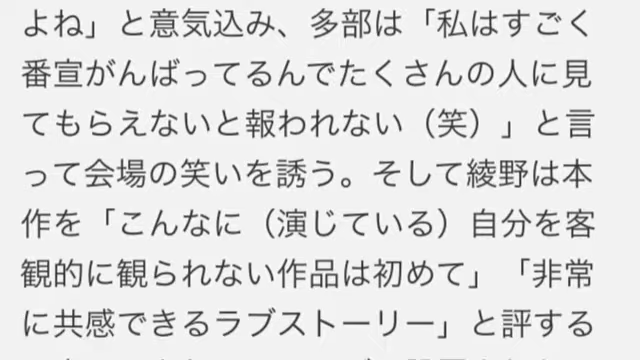 よね」と意気込み、多部は「私はすごく
番宣がんばってるんでたくさんの人に見
てもらえないと報われない（笑）」と言
って会場の笑いを誘う。そして綾野は本
作を「こんなに（演じている）自分を客
観的に観られない作品は初めて」「非常
に共感できるラブストーリー」と評する